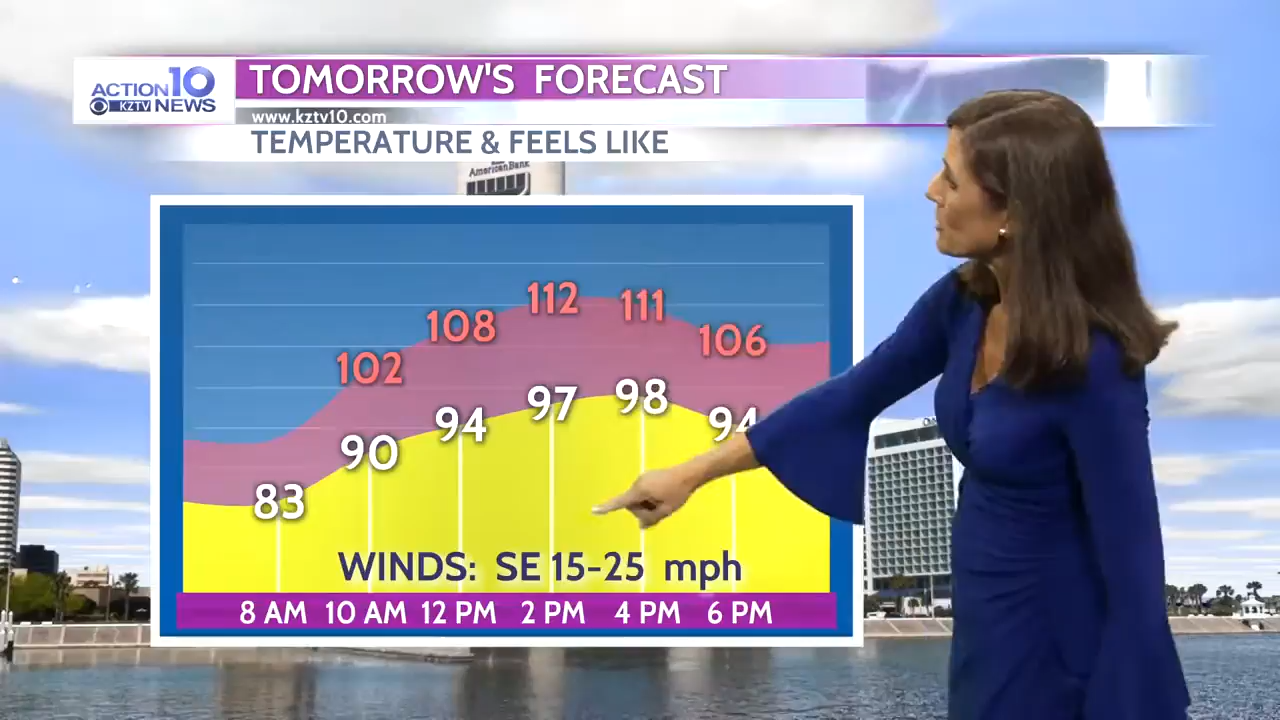 ACTION 10
KZTV NEWS
TOMORROW'S FORECAST
www.kztv10.com
TEMPERATURE & FEELS LIKE
American Bank
112
111
108
106
102
98
97
94
94
90
83
WINDS: SE 15-25 mph
8 AM 10 AM 12 PM 2 PM 4 PM 6 PM